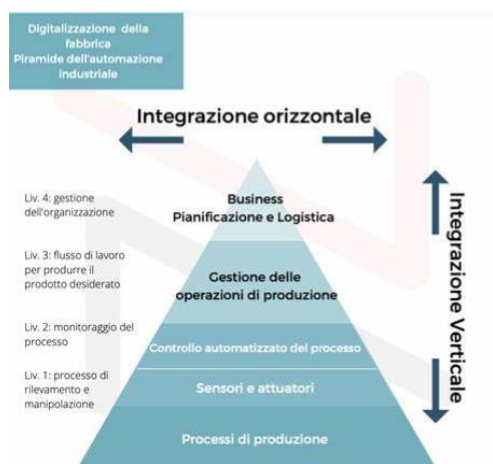 Digitalizzazione della
fabbrica
Piramide dell'automazione
industriale
Integrazione orizzontale
Liv. 4: gestione
dell'organizzazione
Business
Pianificazione e Logistica
Liv. 3: flusso di lavoro
per produrre il
prodotto desiderato
Gestione delle
operazioni di produzione
Liv. 2: monitoraggio del
processo
Controllo automatizzato del processo
Liv. 1: processo di
rilevamento e
manipolazione
Sensori e attuatori
Processi di produzione
Integrazione Verticale